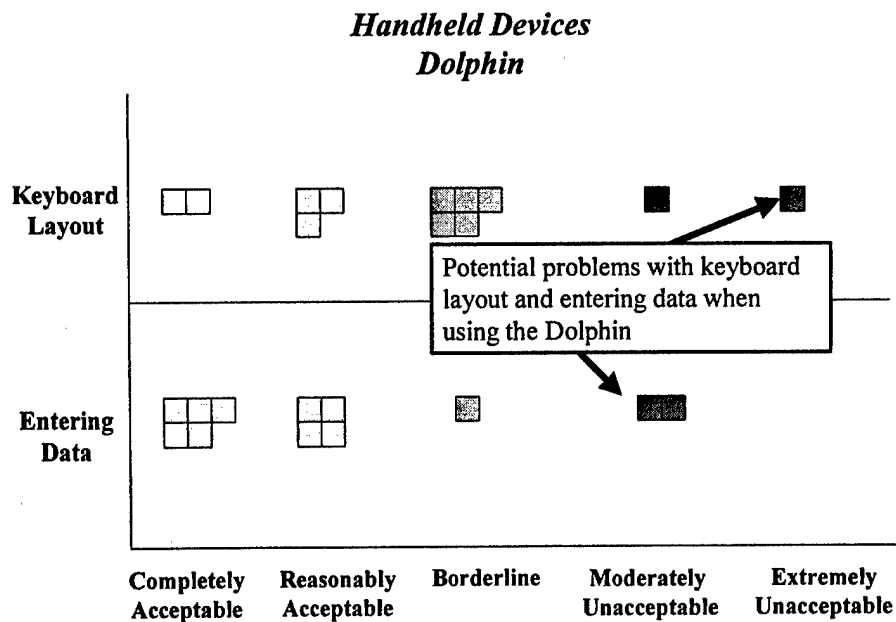 Handheld Devices
Dolphin
Keyboard
Layout
Potential problems with keyboard
layout and entering data when
using the Dolphin
Entering
Data
Completely
Acceptable
Reasonably
Acceptable
Borderline
Moderately
Unacceptable
Extremely
Unacceptable